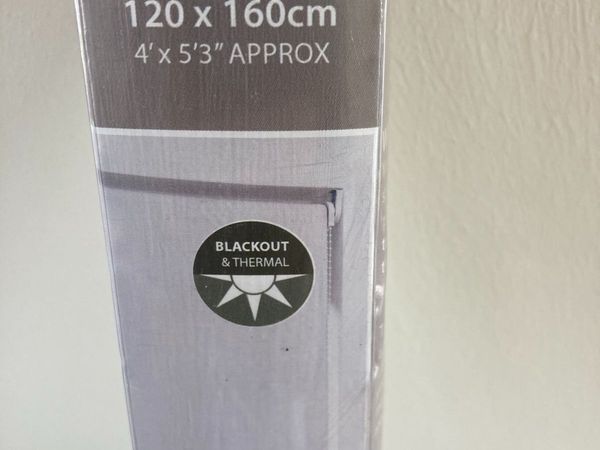 120 x 160cm
4' x 5'3" APPROX
BLACKOUT
& THERMAL